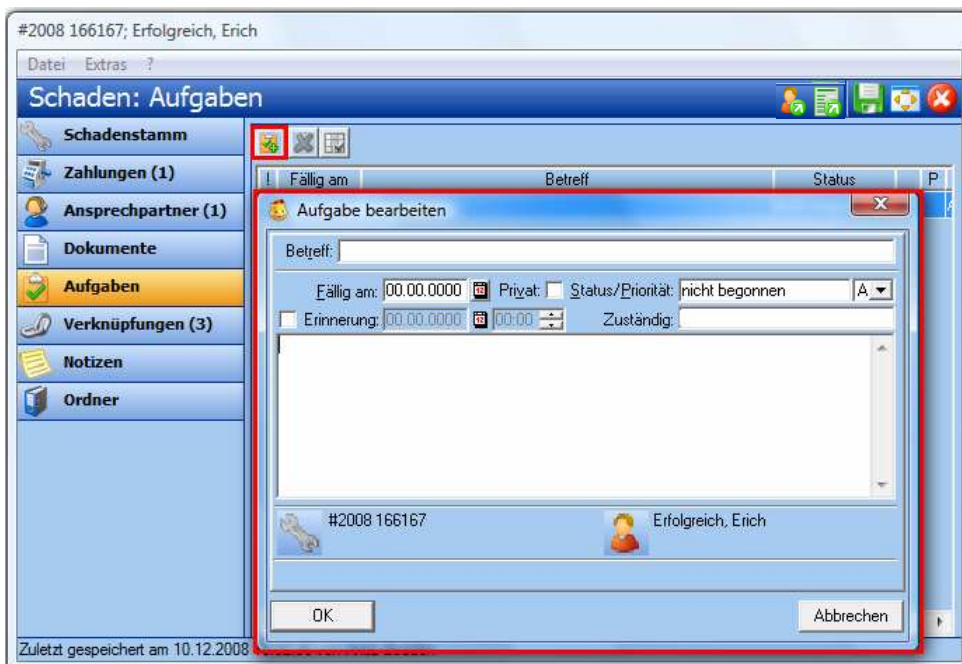 #2008 166167; Erfolgreich, Erich
Datei Extras ?
Schaden: Aufgaben
Schadenstamm
Zahlungen (1)
Ansprechpartner (1)
Dokumente
Aufgaben
Verknüpfungen (3)
Notizen
Ordner
! Fällig am Betreff Status P
Aufgabe bearbeiten
Betreff:
Fällig am: 00.00.0000 Privat: Status/Priorität: nicht begonnen A
Erinnerung: 00.00.0000 00:00 Zuständig:
#2008 166167 Erfolgreich, Erich
OK Abbrechen
Zuletzt gespeichert am 10.12.2008